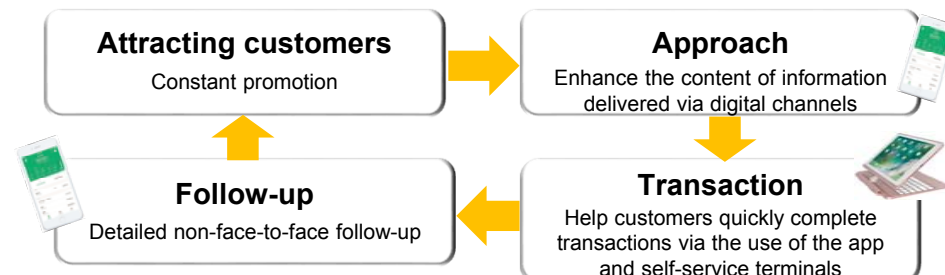 Attracting customers
Constant promotion
Approach
Enhance the content of information
delivered via digital channels
Transaction
Help customers quickly complete
transactions via the use of the app
and self-service terminals
Follow-up
Detailed non-face-to-face follow-up